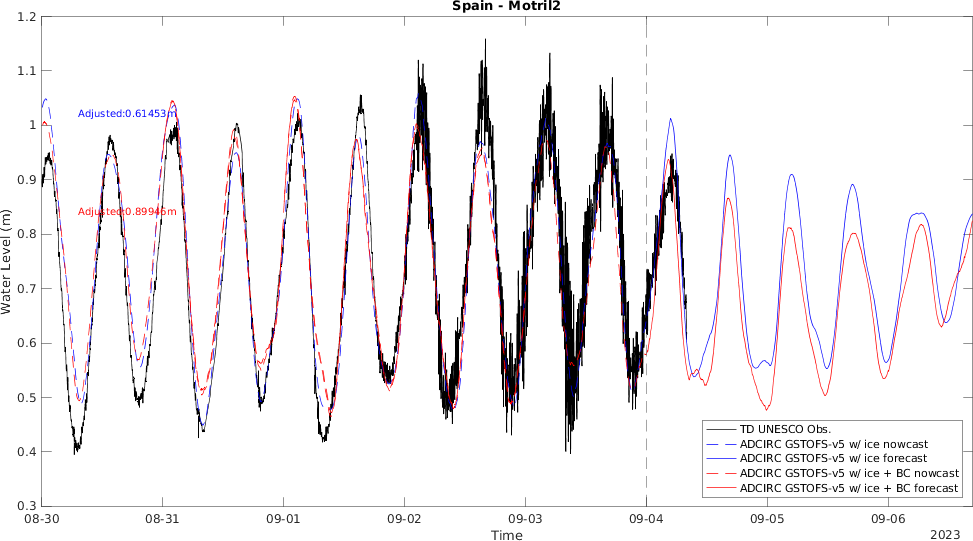 Spain - Motril2
1.2
1.1
1
0.9
0.8
0.7
0.6
0.5
0.4
0.3
Water Level (m)
Adjusted:0.61453m
Adjusted:0.89946m
TD UNESCO Obs.
ADCIRC GSTOFS-v5 w/ ice nowcast
ADCIRC GSTOFS-v5 w/ ice forecast
ADCIRC GSTOFS-v5 w/ ice + BC nowcast
ADCIRC GSTOFS-v5 w/ ice + BC forecast
08-30 08-31 09-01 09-02 09-03 09-04 09-05 09-06
Time
2023